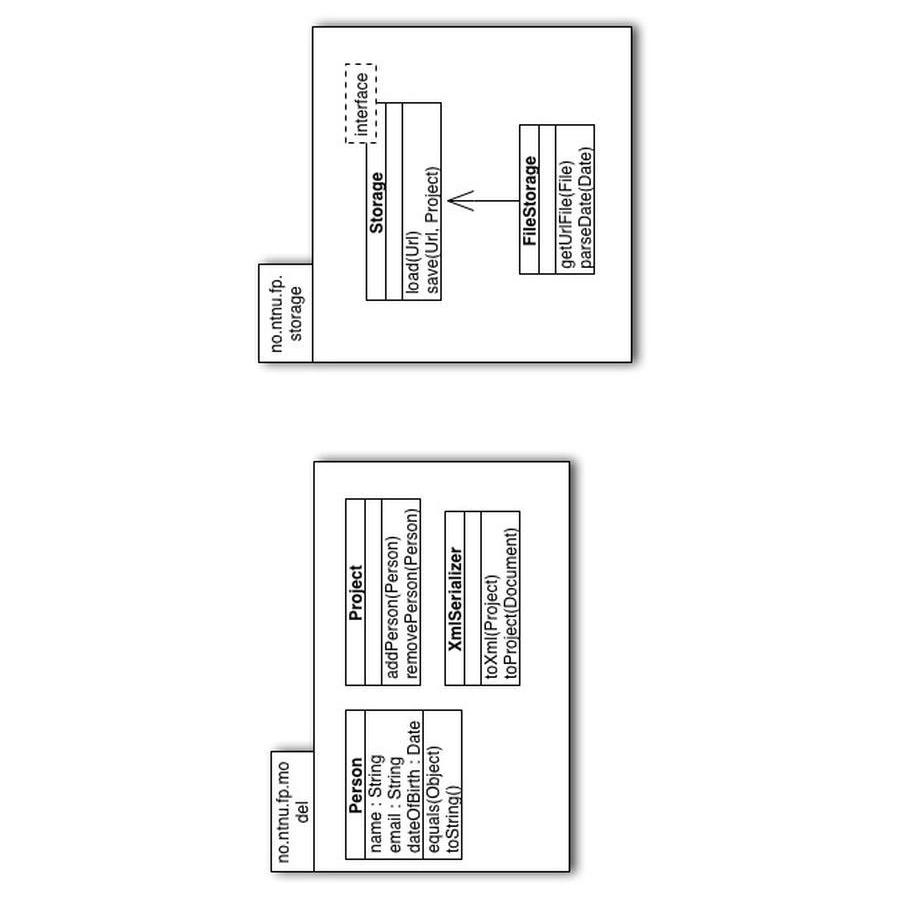 no.ntnu.fp.mo
del
Person
name : String
email : String
dateOfBirth : Date
equals(Object)
toString()
Project
addPerson(Person)
removePerson(Person)
XmlSerializer
toXml(Project)
toProject(Document)
no.ntnu.fp.
storage
interface
Storage
load(Url)
save(Url, Project)
FileStorage
getUrlFile(File)
parseDate(Date)